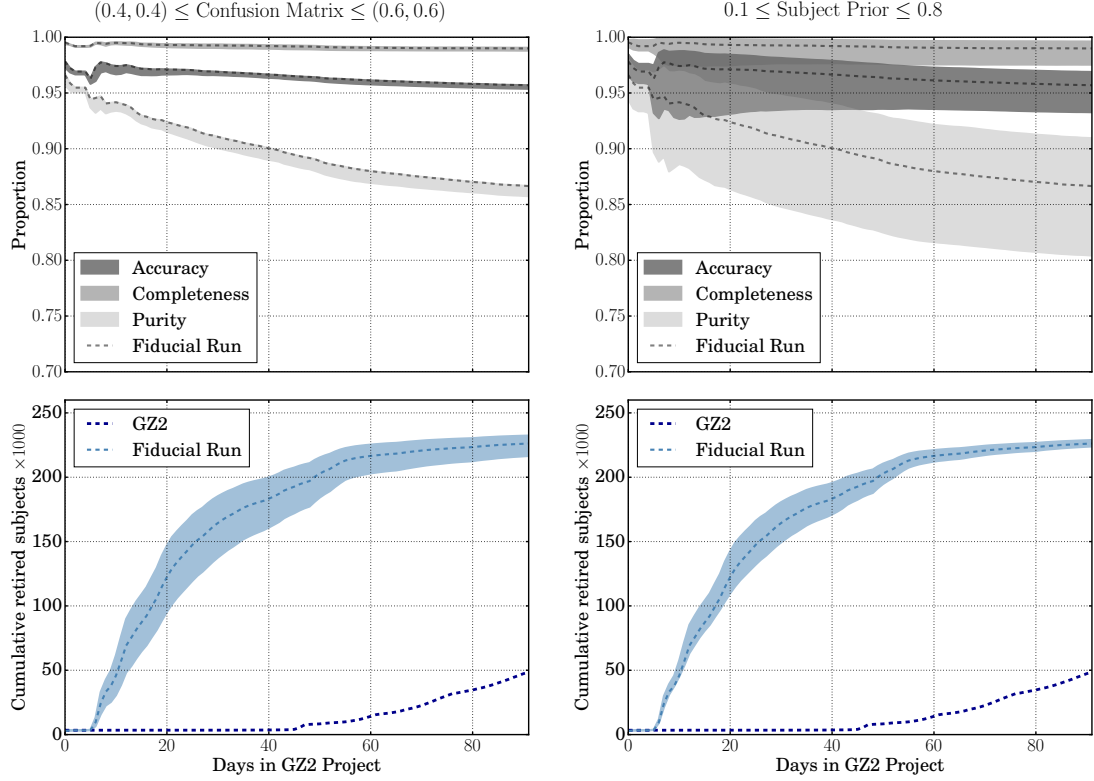 (0.4, 0.4) ≤ Confusion Matrix ≤ (0.6, 0.6)
1.00
0.95
0.90
0.85
0.80
0.75
0.70
Proportion
Accuracy
Completeness
Purity
Fiducial Run
0.1 ≤ Subject Prior ≤ 0.8
1.00
0.95
0.90
0.85
0.80
0.75
0.70
Proportion
Accuracy
Completeness
Purity
Fiducial Run
250
200
150
100
50
0
Cumulative retired subjects ×1000
GZ2
Fiducial Run
0 20 40 60 80
Days in GZ2 Project
250
200
150
100
50
0
Cumulative retired subjects ×1000
GZ2
Fiducial Run
0 20 40 60 80
Days in GZ2 Project